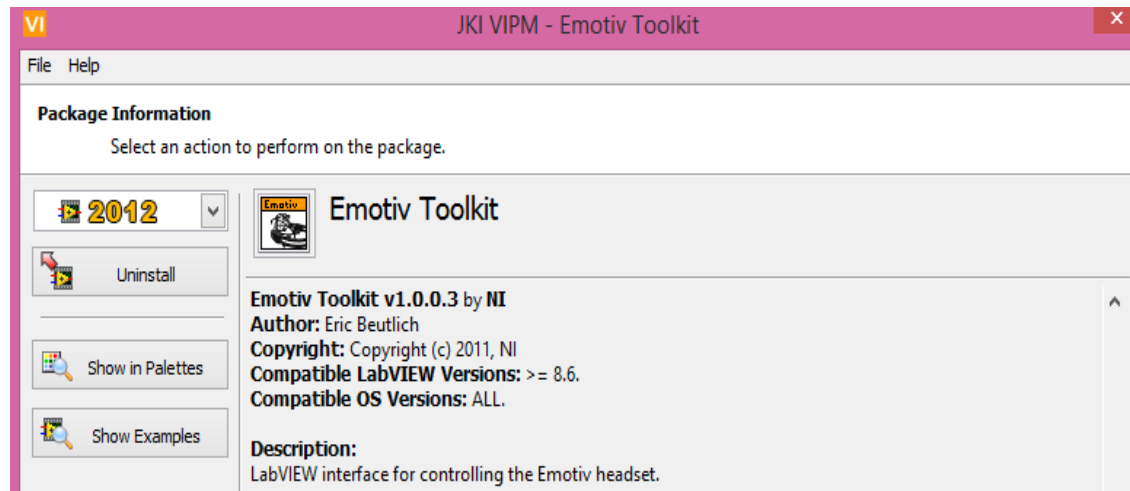 VI
JKI VIPM - Emotiv Toolkit
x
File Help
Package Information
Select an action to perform on the package.
2012
Uninstall
Show in Palettes
Show Examples
Emotiv
Emotiv Toolkit
Emotiv Toolkit v1.0.0.3 by NI
Author: Eric Beutlich
Copyright: Copyright (c) 2011, NI
Compatible LabVIEW Versions: >= 8.6.
Compatible OS Versions: ALL.
Description:
LabVIEW interface for controlling the Emotiv headset.